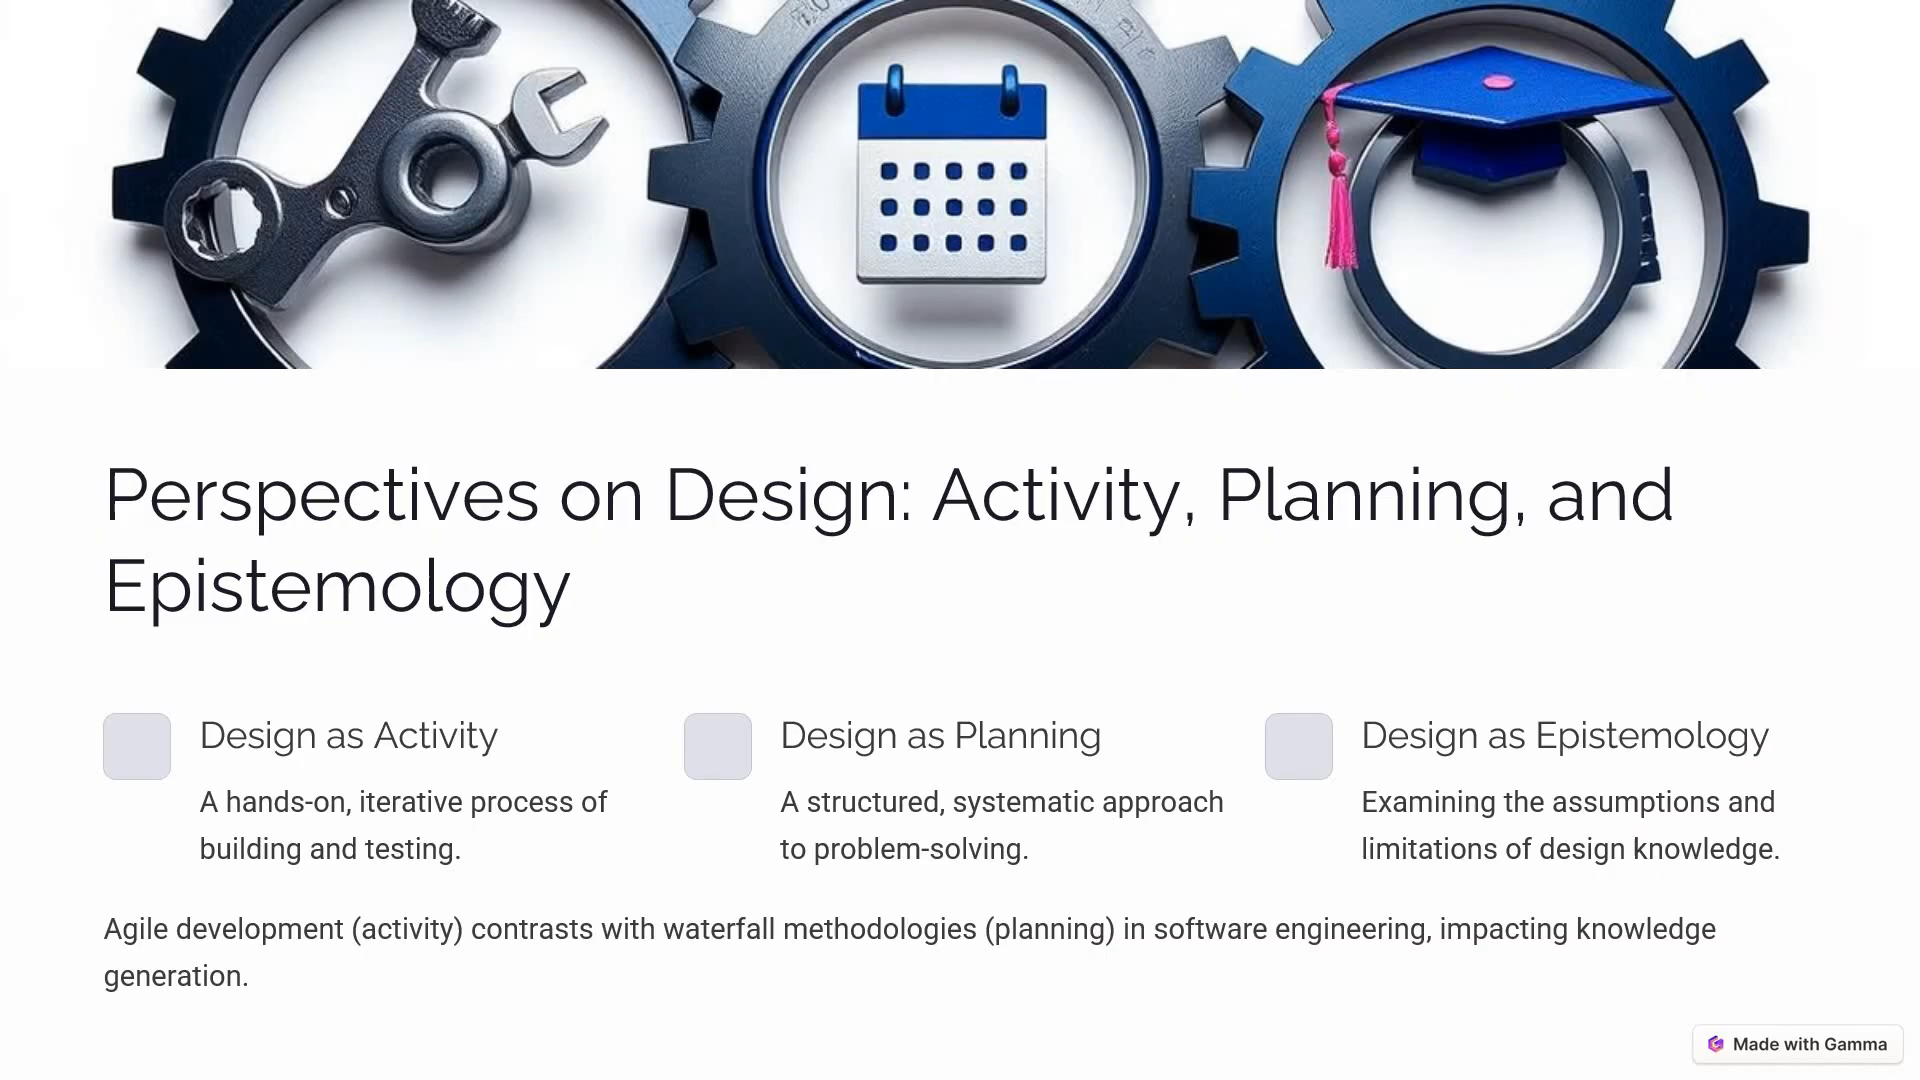 Perspectives on Design: Activity, Planning, and
Epistemology
Design as Activity
A hands-on, iterative process of
building and testing.
Design as Planning
A structured, systematic approach
to problem-solving.
Design as Epistemology
Examining the assumptions and
limitations of design knowledge.
Agile development (activity) contrasts with waterfall methodologies (planning) in software engineering, impacting knowledge
generation.
Made with Gamma